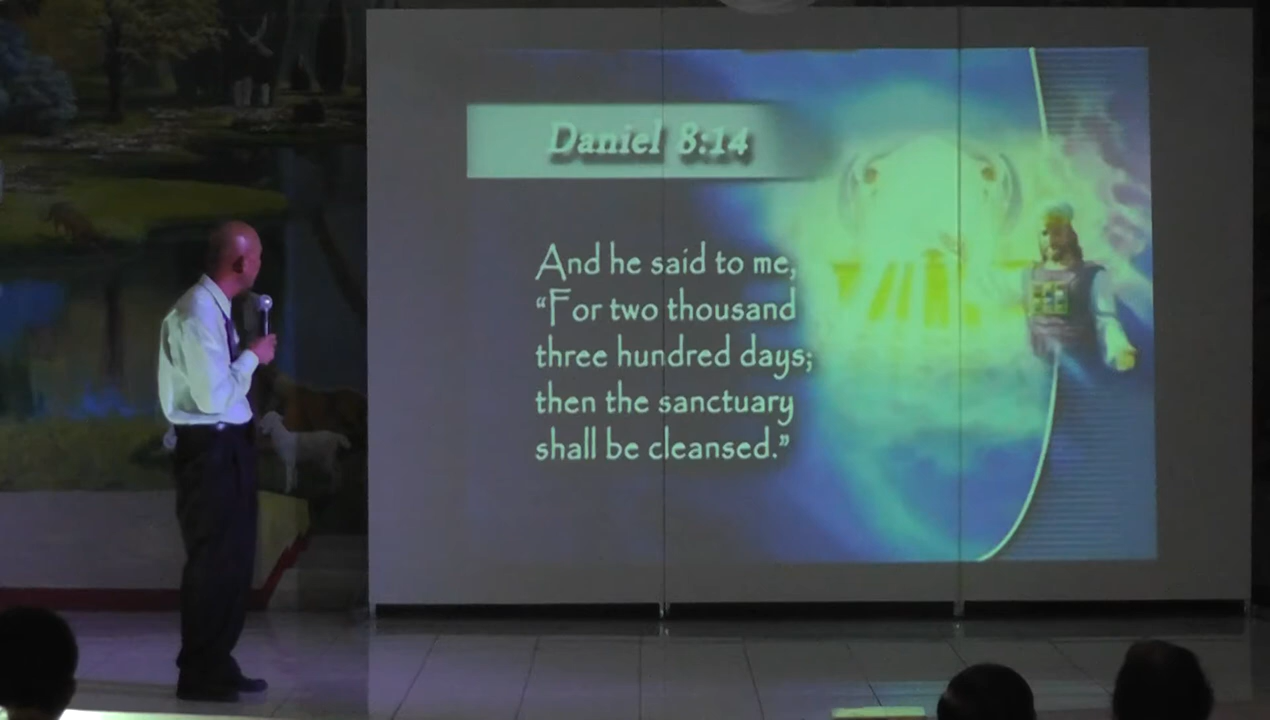 Daniel 8:14
And he said to me,
“For two thousand
three hundred days;
then the sanctuary
shall be cleansed.”